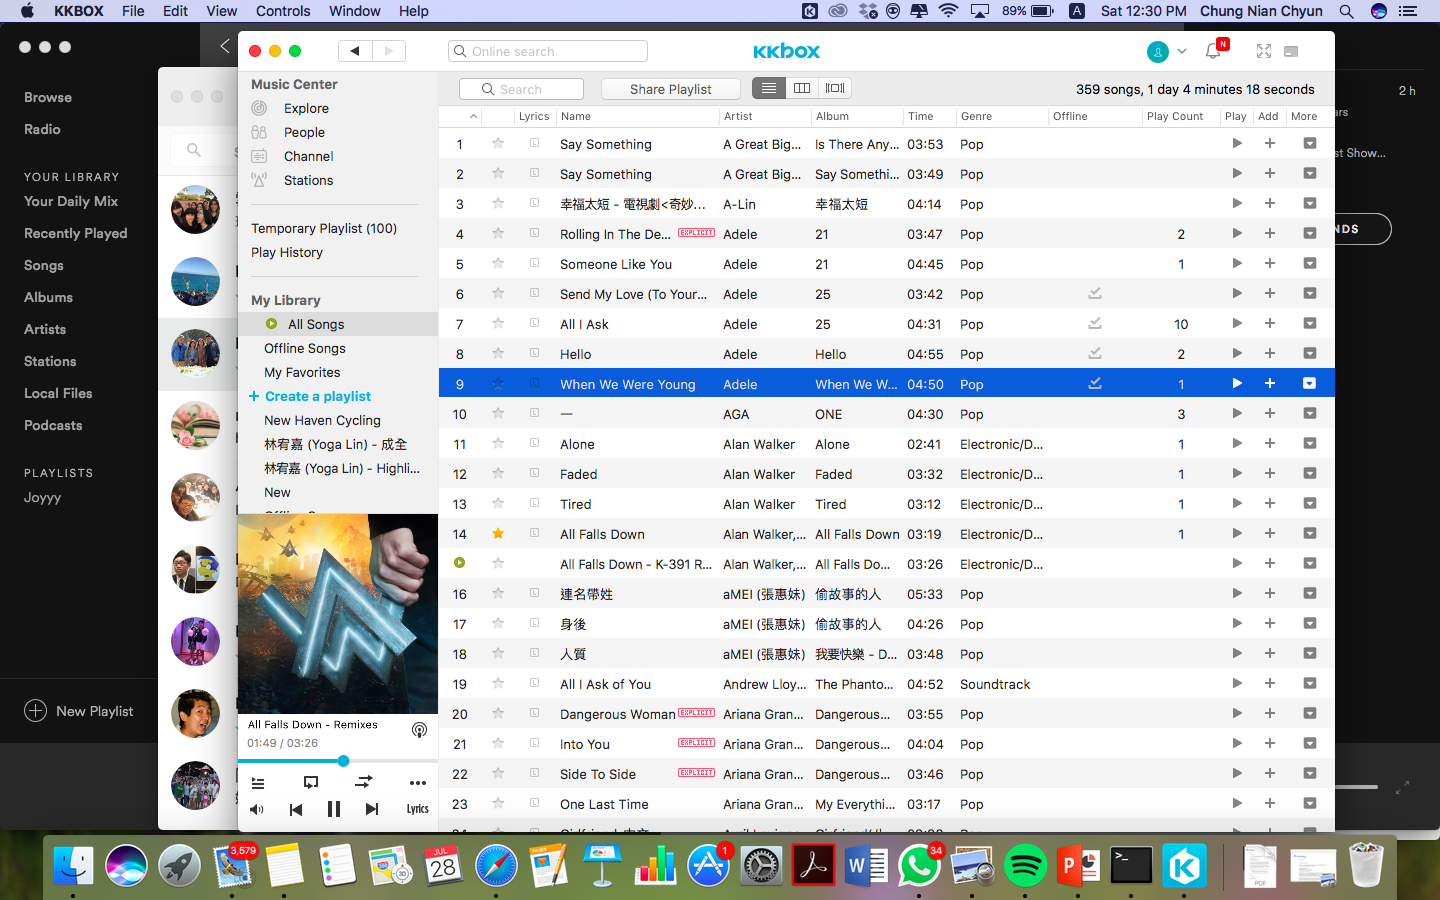 KKBOX File Edit View Controls Window Help
89% A Sat 12:30 PM Chung Nian Chyun
Browse
Radio
YOUR LIBRARY
Your Daily Mix
Recently Played
Songs
Albums
Artists
Stations
Local Files
Podcasts
PLAYLISTS
Joyyy
New Playlist
Online search
KKBOX
N
Music Center
Explore
People
Channel
Stations
Temporary Playlist (100)
Play History
My Library
All Songs
Offline Songs
My Favorites
+ Create a playlist
New Haven Cycling
林宥嘉 (Yoga Lin) - 成全
林宥嘉 (Yoga Lin) - Highli...
New
All Falls Down - Remixes
01:49 / 03:26
Lyrics
Search Share Playlist 359 songs, 1 day 4 minutes 18 seconds
Lyrics Name Artist Album Time Genre Offline Play Count Play Add More
1 L Say Something A Great Big... Is There Any... 03:53 Pop
2 L Say Something A Great Big... Say Somethi... 03:49 Pop
3 L 幸福太短 - 電視劇<奇妙... A-Lin 幸福太短 04:14 Pop
4 L Rolling In The De... EXPLICIT Adele 21 03:47 Pop 2
5 L Someone Like You Adele 21 04:45 Pop 1
6 L Send My Love (To Your... Adele 25 03:42 Pop
7 L All I Ask Adele 25 04:31 Pop 10
8 L Hello Adele Hello 04:55 Pop 2
9 L When We Were Young Adele When We W... 04:50 Pop 1
10 L 一 AGA ONE 04:30 Pop 3
11 L Alone Alan Walker Alone 02:41 Electronic/D... 1
12 L Faded Alan Walker Faded 03:32 Electronic/D... 1
13 L Tired Alan Walker Tired 03:12 Electronic/D... 1
14 L All Falls Down Alan Walker,... All Falls Down 03:19 Electronic/D... 1
L All Falls Down - K-391 R... Alan Walker,... All Falls Do... 03:26 Electronic/D...
16 L 連名帶姓 aMEI (張惠妹) 偷故事的人 05:33 Pop
17 L 身後 aMEI (張惠妹) 偷故事的人 04:26 Pop
18 L 人質 aMEI (張惠妹) 我要快樂 - D... 03:48 Pop
19 L All I Ask of You Andrew Lloy... The Phanto... 04:52 Soundtrack
20 L Dangerous Woman EXPLICIT Ariana Gran... Dangerous... 03:55 Pop
21 L Into You EXPLICIT Ariana Gran... Dangerous... 04:04 Pop
22 L Side To Side EXPLICIT Ariana Gran... Dangerous... 03:46 Pop
23 L One Last Time Ariana Gran... My Everythi... 03:17 Pop
2 h
ars
st Show...
NDS
3,579
JUL
28
PAGES
1
W
34
P
>_
PDF